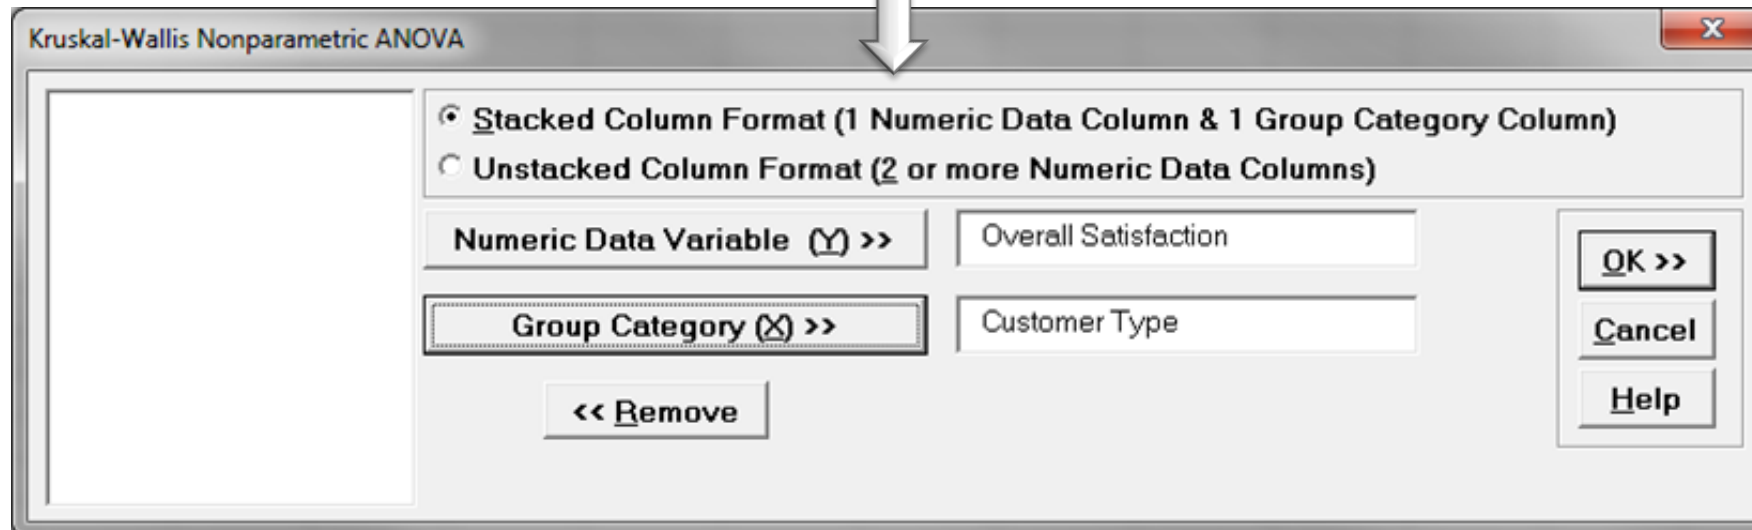 Kruskal-Wallis Nonparametric ANOVA
Stacked Column Format (1 Numeric Data Column & 1 Group Category Column)
Unstacked Column Format (2 or more Numeric Data Columns)
Numeric Data Variable (Y) >>
Overall Satisfaction
Group Category (X) >>
Customer Type
<< Remove
OK >>
Cancel
Help